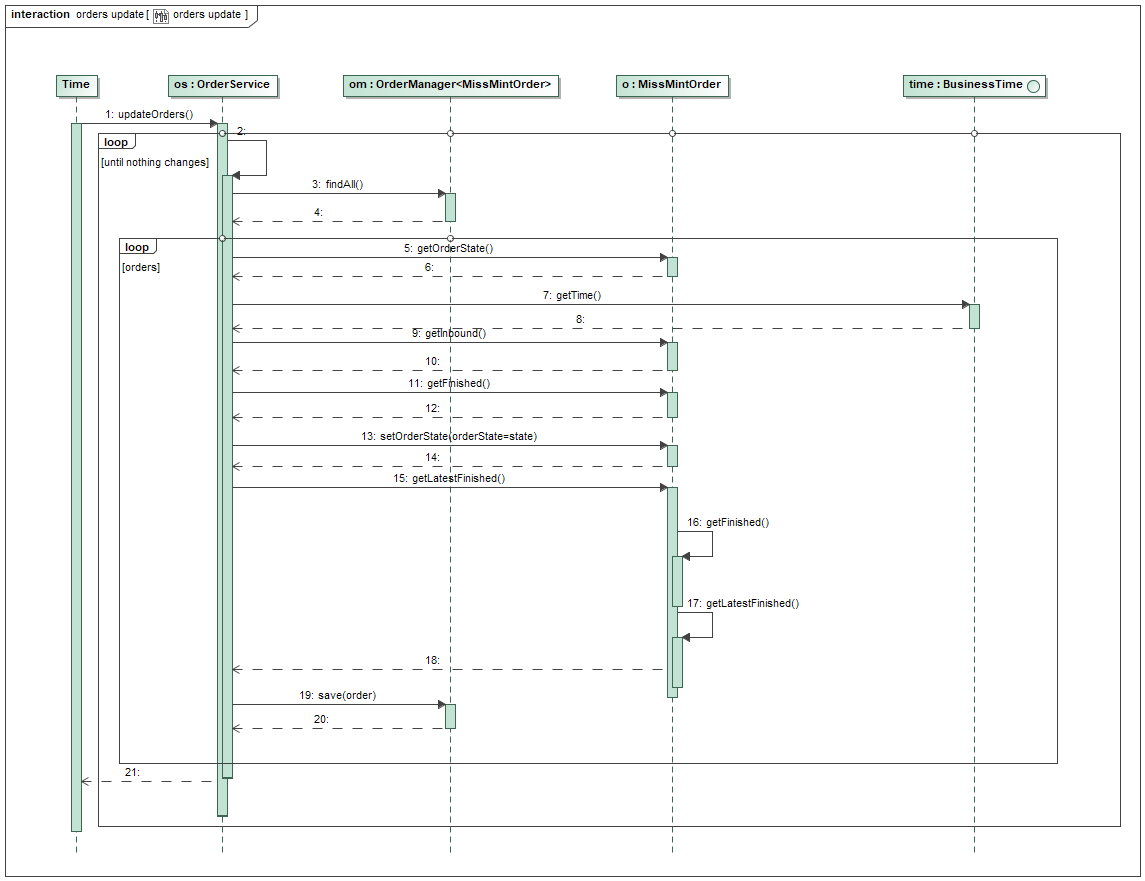 interaction orders update [ orders update ]
Time
os : OrderService
om : OrderManager<MissMintOrder>
o : MissMintOrder
time : BusinessTime
1: updateOrders()
2:
loop
[until nothing changes]
3: findAll()
4:
loop
[orders]
5: getOrderState()
6:
7: getTime()
8:
9: getInbound()
10:
11: getFinished()
12:
13: setOrderState(orderState=state)
14:
15: getLatestFinished()
16: getFinished()
17: getLatestFinished()
18:
19: save(order)
20:
21: